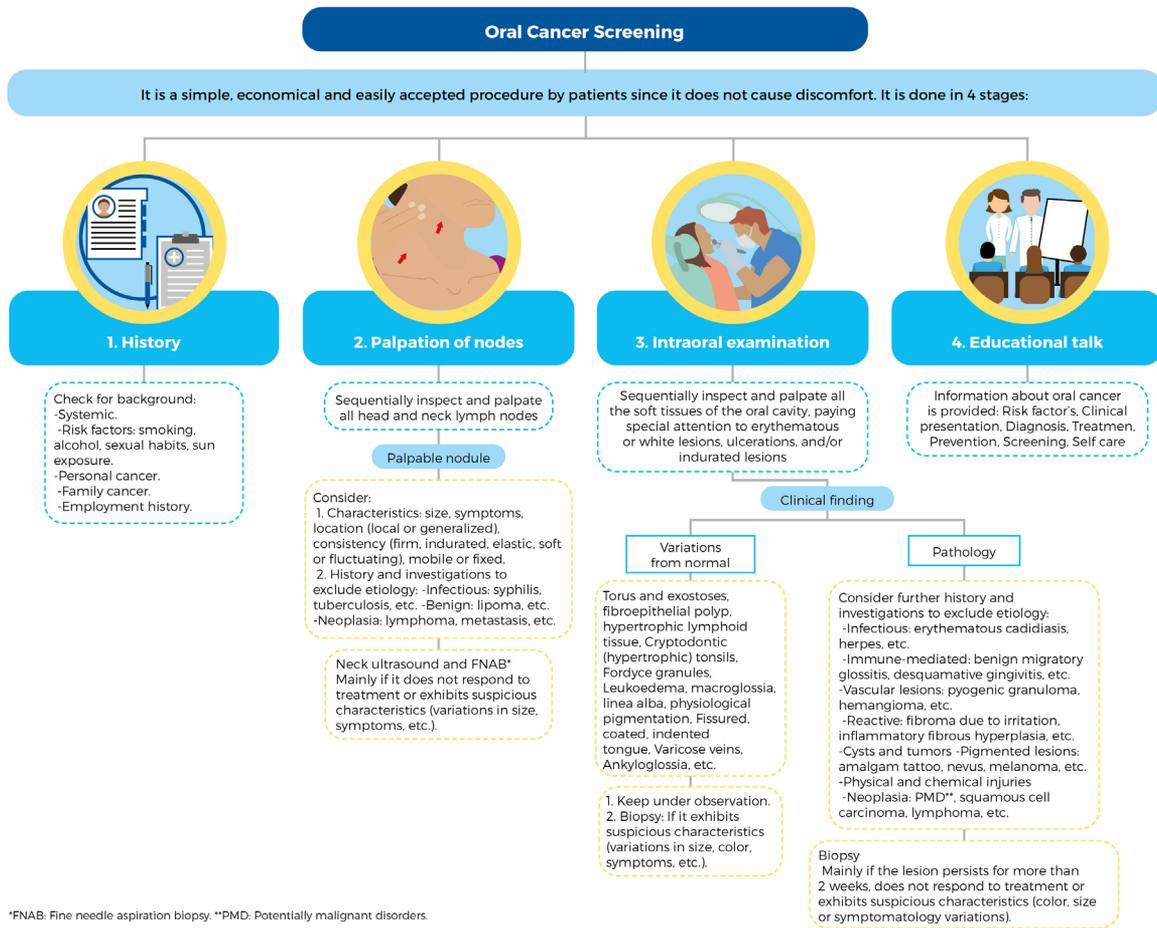 Oral Cancer Screening
It is a simple, economical and easily accepted procedure by patients since it does not cause discomfort. It is done in 4 stages:
1. History
Check for background:
-Systemic.
-Risk factors: smoking,
alcohol, sexual habits, sun
exposure.
-Personal cancer.
-Family cancer.
-Employment history.
2. Palpation of nodes
Sequentially inspect and palpate
all head and neck lymph nodes
Palpable nodule
Consider:
1. Characteristics: size, symptoms,
location (local or generalized),
consistency (firm, indurated, elastic, soft
or fluctuating), mobile or fixed.
2. History and investigations to
exclude etiology: -Infectious: syphilis,
tuberculosis, etc. -Benign: lipoma, etc.
-Neoplasia: lymphoma, metastasis, etc.
Neck ultrasound and FNAB*
Mainly if it does not respond to
treatment or exhibits suspicious
characteristics (variations in size,
symptoms, etc.).
3. Intraoral examination
Sequentially inspect and palpate all
the soft tissues of the oral cavity, paying
special attention to erythematous
or white lesions, ulcerations, and/or
indurated lesions
Clinical finding
Variations
from normal
Torus and exostoses,
fibroepithelial polyp,
hypertrophic lymphoid
tissue, Cryptodontic
(hypertrophic) tonsils,
Fordyce granules,
Leukoedema, macroglossia,
linea alba, physiological
pigmentation, Fissured,
coated, indented
tongue, Varicose veins,
Ankyloglossia, etc.
1. Keep under observation.
2. Biopsy: If it exhibits
suspicious characteristics
(variations in size, color,
symptoms, etc.).
Pathology
Consider further history and
investigations to exclude etiology:
-Infectious: erythematous cadidiasis,
herpes, etc.
-Immune-mediated: benign migratory
glossitis, desquamative gingivitis, etc.
-Vascular lesions: pyogenic granuloma,
hemangioma, etc.
-Reactive: fibroma due to irritation,
inflammatory fibrous hyperplasia, etc.
-Cysts and tumors -Pigmented lesions:
amalgam tattoo, nevus, melanoma, etc.
-Physical and chemical injuries
-Neoplasia: PMD**, squamous cell
carcinoma, lymphoma, etc.
Biopsy
Mainly if the lesion persists for more than
2 weeks, does not respond to treatment or
exhibits suspicious characteristics (color, size
or symptomatology variations).
4. Educational talk
Information about oral cancer
is provided: Risk factor's, Clinical
presentation, Diagnosis, Treatmen,
Prevention, Screening, Self care
*FNAB: Fine needle aspiration biopsy. **PMD: Potentially malignant disorders.